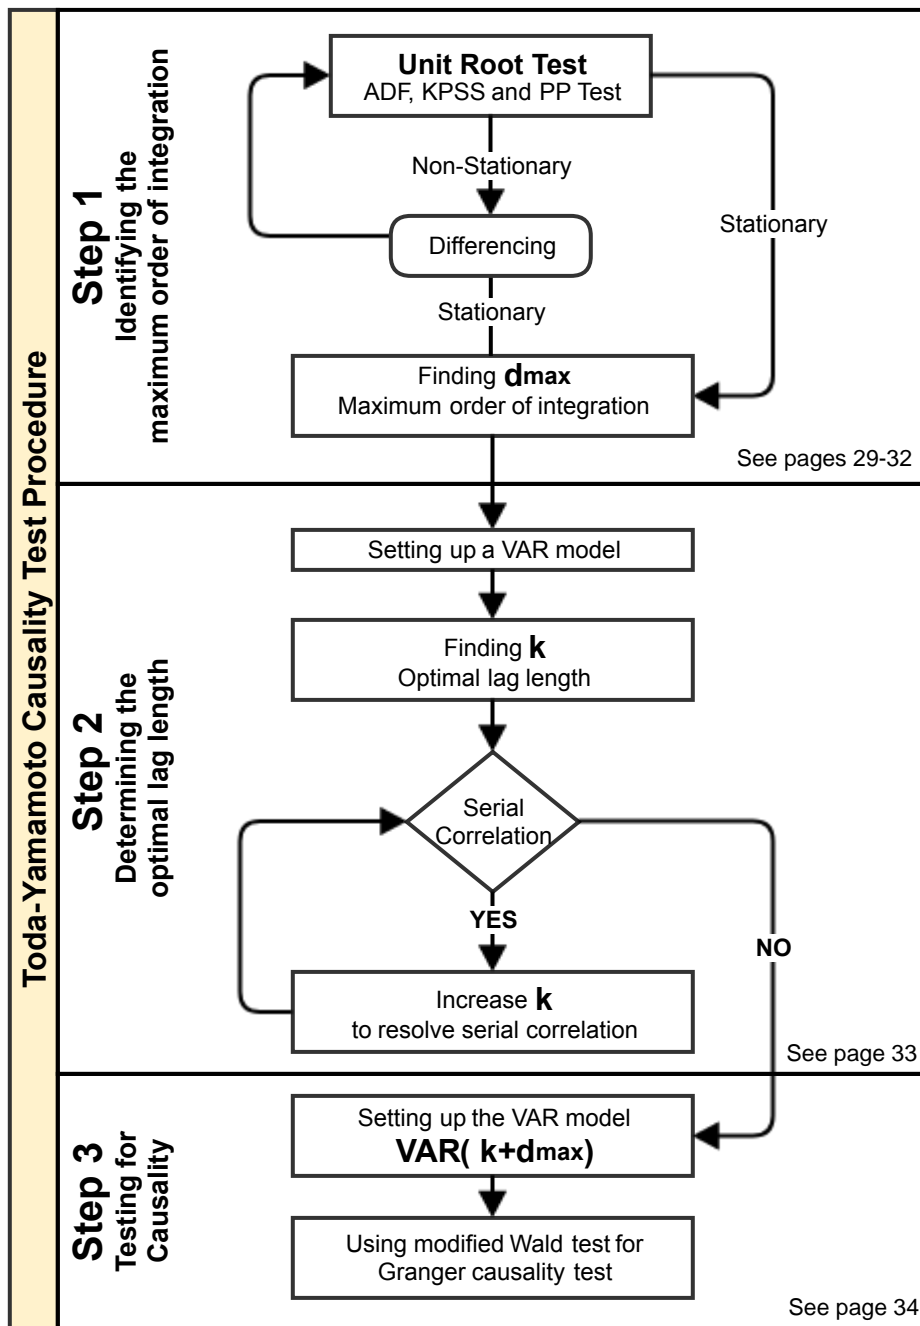 Toda-Yamamoto Causality Test Procedure
Step 1
Identifying the
maximum order of integration
Unit Root Test
ADF, KPSS and PP Test
Non-Stationary
Stationary
Differencing
Stationary
Finding dmax
Maximum order of integration
See pages 29-32
Step 2
Determining the
optimal lag length
Setting up a VAR model
Finding k
Optimal lag length
Serial
Correlation
YES
NO
Increase k
to resolve serial correlation
See page 33
Step 3
Testing for
Causality
Setting up the VAR model
VAR( k+dmax)
Using modified Wald test for
Granger causality test
See page 34